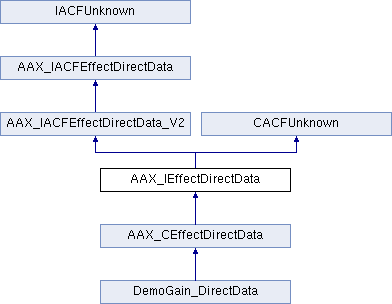 IACFUnknown
AAX_IACFEffectDirectData
AAX_IACFEffectDirectData_V2
CACFUnknown
AAX_IEffectDirectData
AAX_CEffectDirectData
DemoGain_DirectData